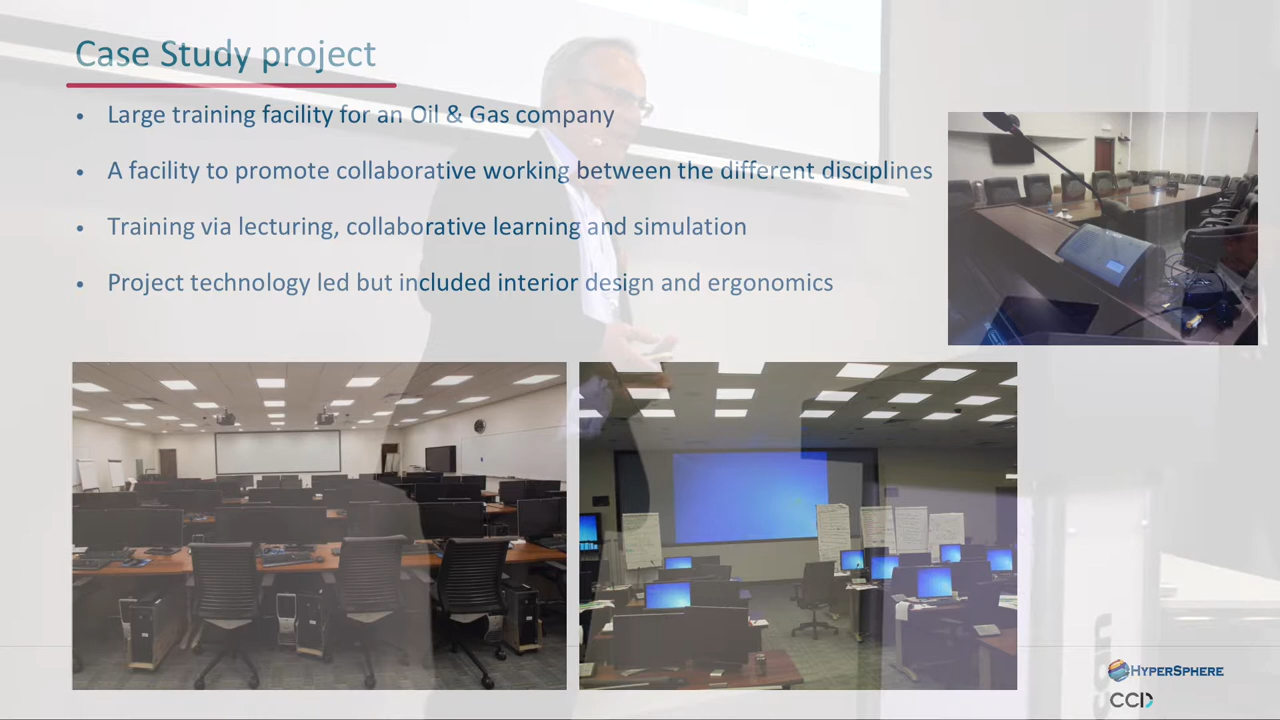 Case Study project
• Large training facility for an Oil & Gas company
• A facility to promote collaborative working between the different disciplines
• Training via lecturing, collaborative learning and simulation
• Project technology led but included interior design and ergonomics
HYPERSPHERE
CCD